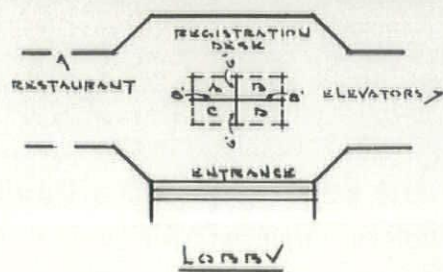 REGISTRATION
DESK
RESTAURANT
ELEVATORS
A
B
C
D
ENTRANCE
LOBBY